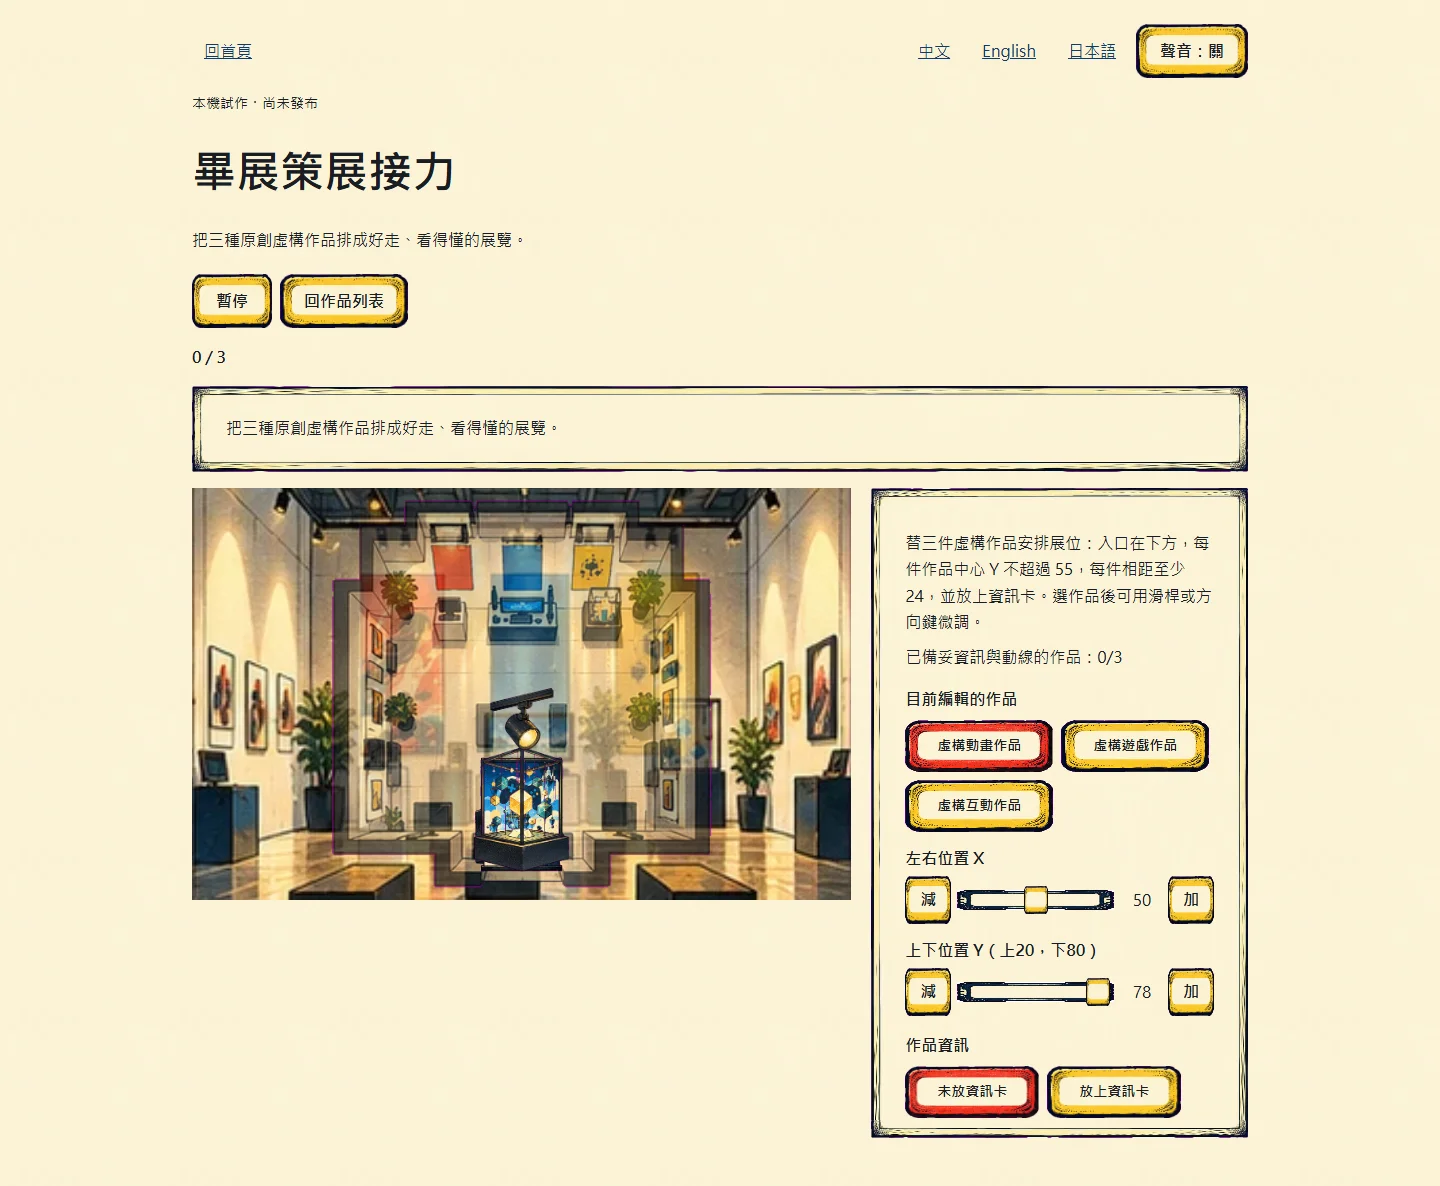 回首頁
中文 English 日本語 聲音：關
本機試作・尚未發布
畢展策展接力
把三種原創虛構作品排成好走、看得懂的展覽。
暫停 回作品列表
0 / 3
把三種原創虛構作品排成好走、看得懂的展覽。
替三件虛構作品安排展位：入口在下方，每
件作品中心 Y 不超過 55，每件相距至少
24，並放上資訊卡。選作品後可用滑桿或方
向鍵微調。
已備妥資訊與動線的作品：0/3
目前編輯的作品
虛構動畫作品 虛構遊戲作品
虛構互動作品
左右位置 X
減 50 加
上下位置 Y（上20，下80）
減 78 加
作品資訊
未放資訊卡 放上資訊卡